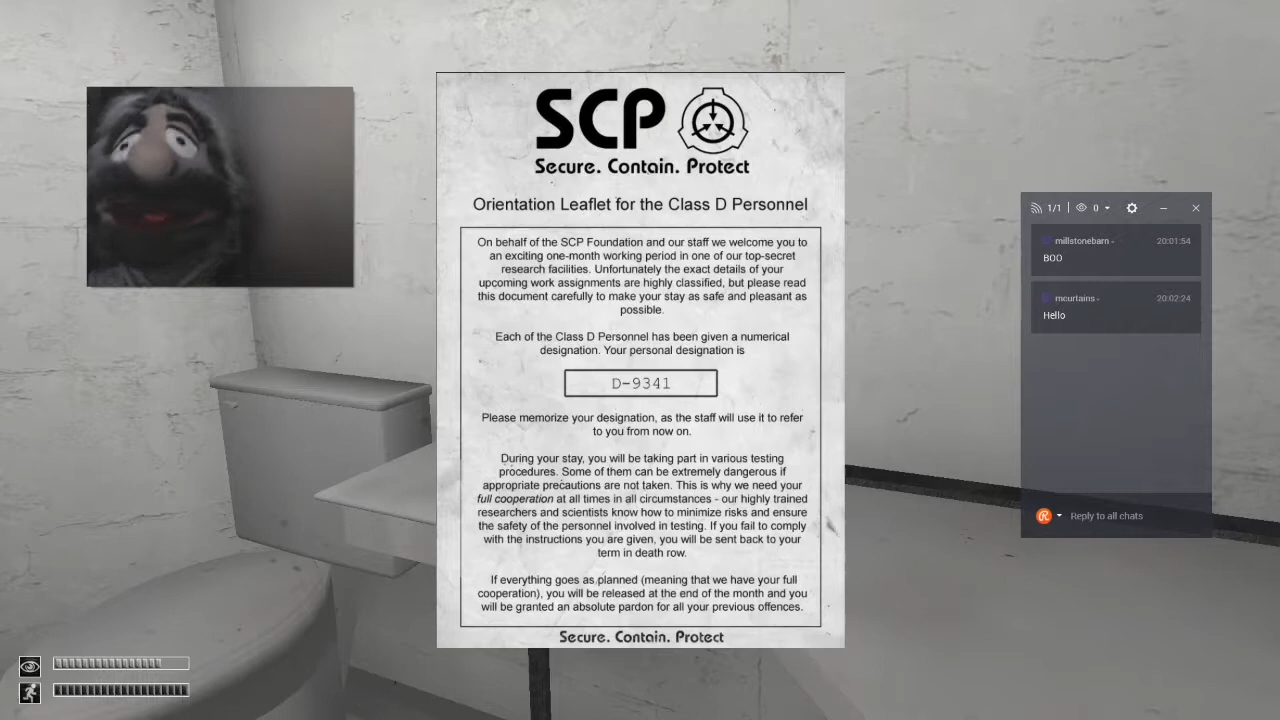 SCP
Secure. Contain. Protect
Orientation Leaflet for the Class D Personnel
On behalf of the SCP Foundation and our staff we welcome you to
an exciting one-month working period in one of our top-secret
research facilities. Unfortunately the exact details of your
upcoming work assignments are highly classified, but please read
this document carefully to make your stay as safe and pleasant as
possible.
Each of the Class D Personnel has been given a numerical
designation. Your personal designation is
D-9341
Please memorize your designation, as the staff will use it to refer
to you from now on.
During your stay, you will be taking part in various testing
procedures. Some of them can be extremely dangerous if
appropriate precautions are not taken. This is why we need your
full cooperation at all times in all circumstances - our highly trained
researchers and scientists know how to minimize risks and ensure
the safety of the personnel involved in testing. If you fail to comply
with the instructions you are given, you will be sent back to your
term in death row.
If everything goes as planned (meaning that we have your full
cooperation), you will be released at the end of the month and you
will be granted an absolute pardon for all your previous offences.
Secure. Contain. Protect
1/1 0
millstonebarn - 20:01:54
BOO
mcurtains - 20:02:24
Hello
Reply to all chats